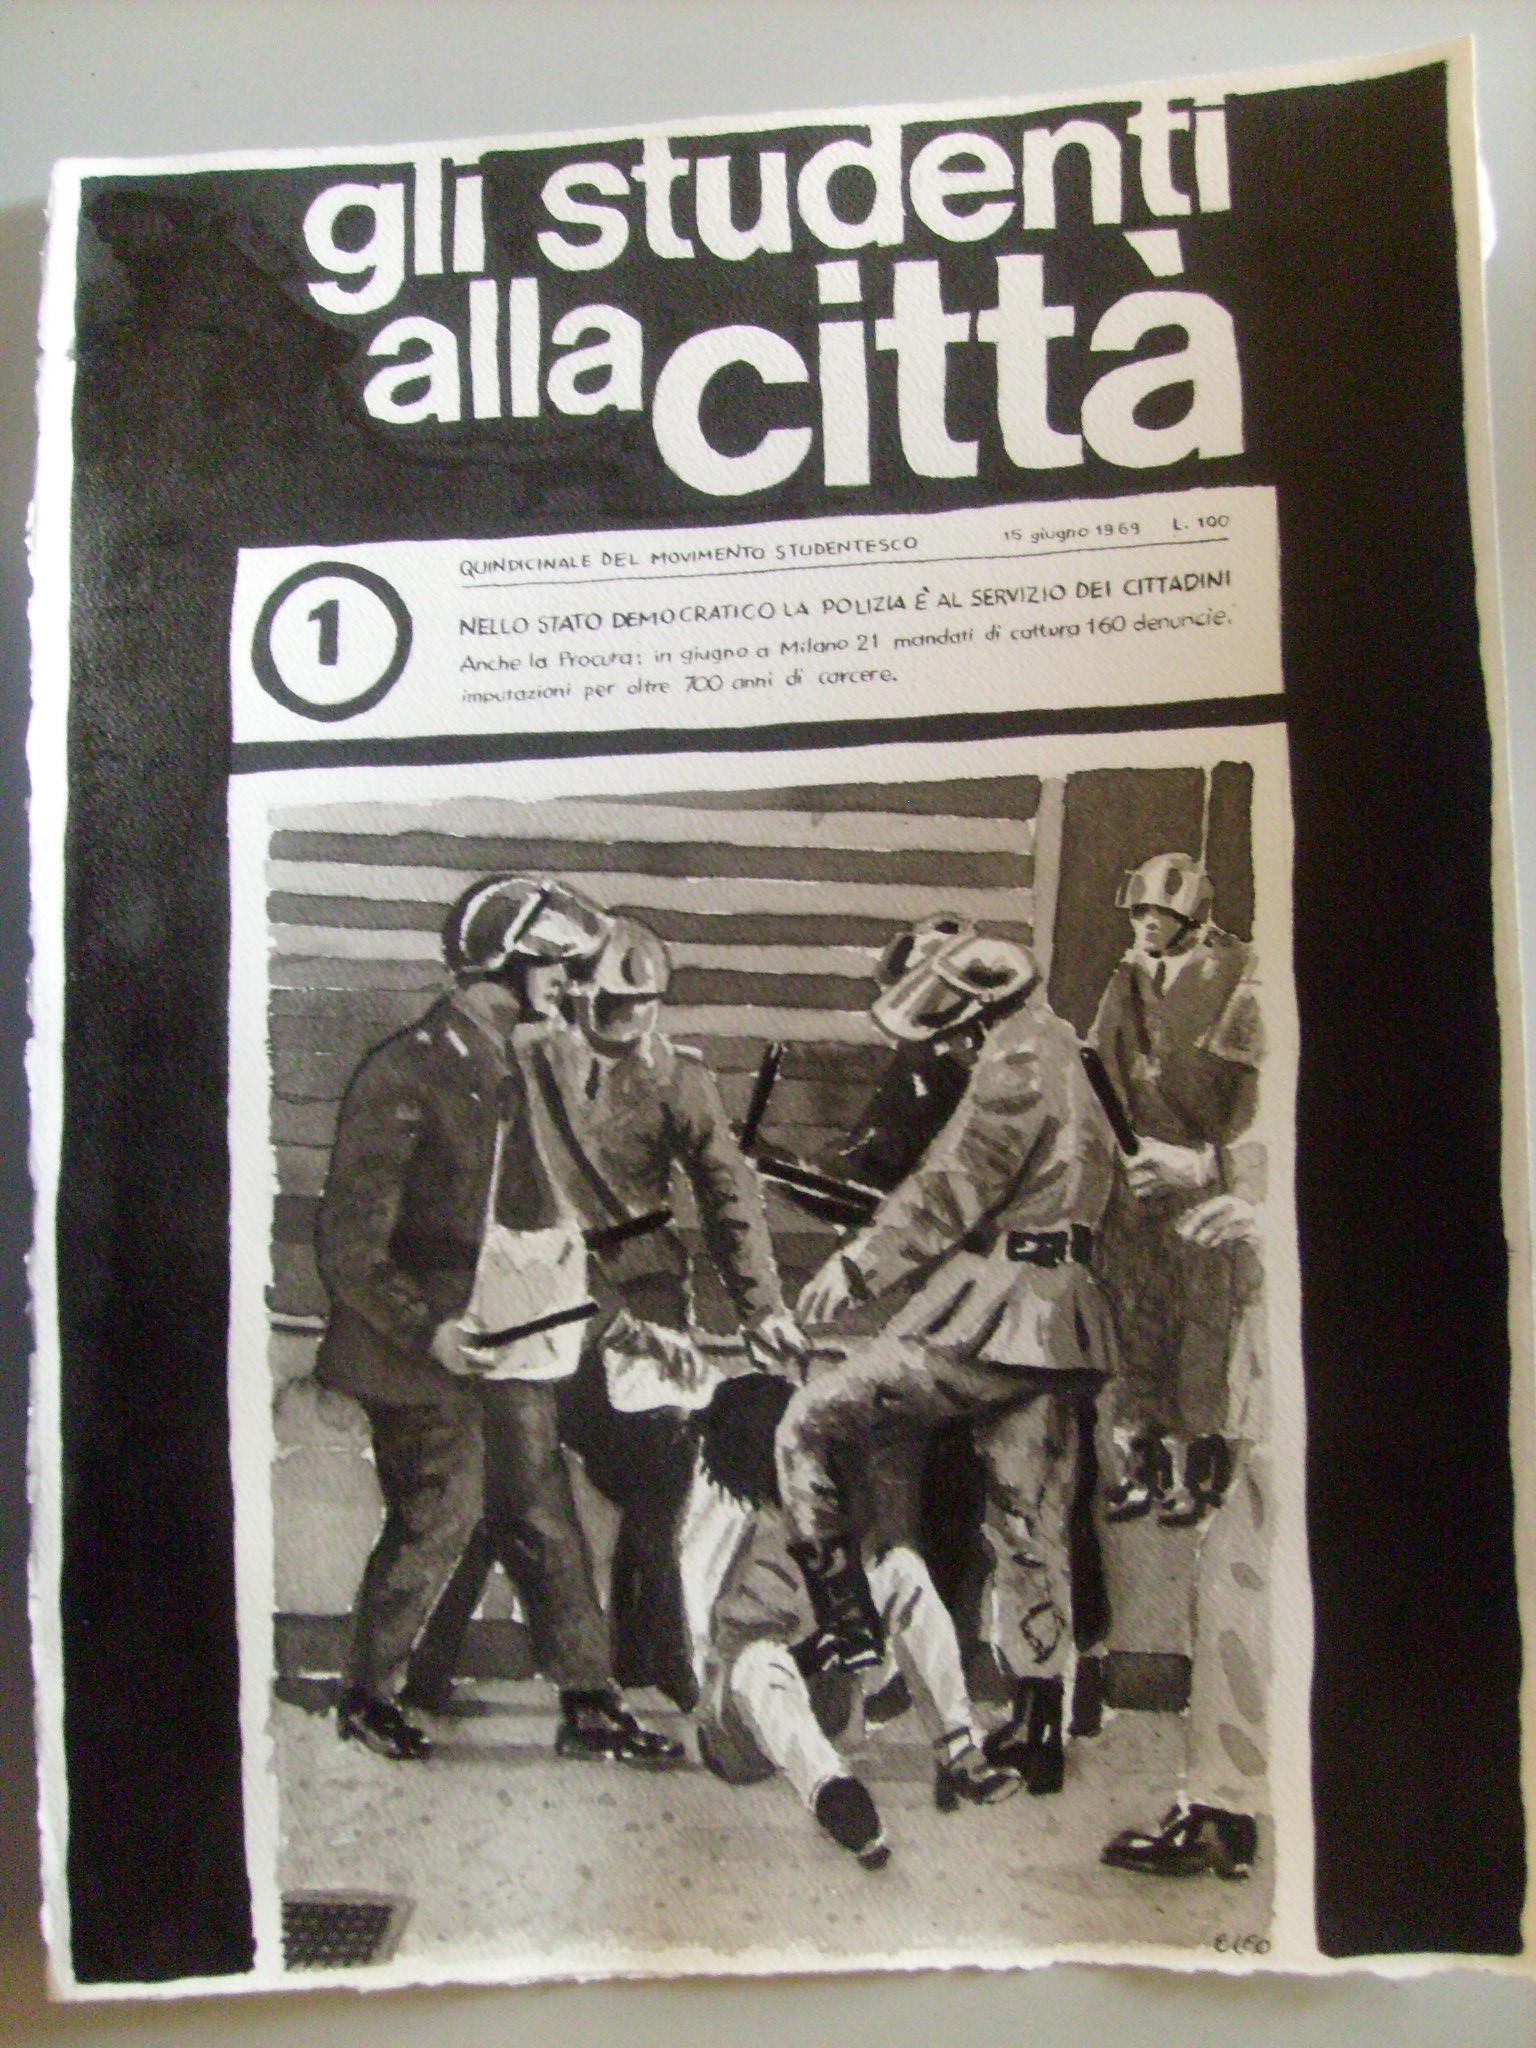 gli studenti
alla città
1
QUINDICINALE DEL MOVIMENTO STUDENTESCO 15 giugno 1969 L. 100
NELLO STATO DEMOCRATICO LA POLIZIA È AL SERVIZIO DEI CITTADINI
Anche la Procura: in giugno a Milano 21 mandati di cattura 160 denuncie.
imputazioni per oltre 700 anni di carcere.
ELEO